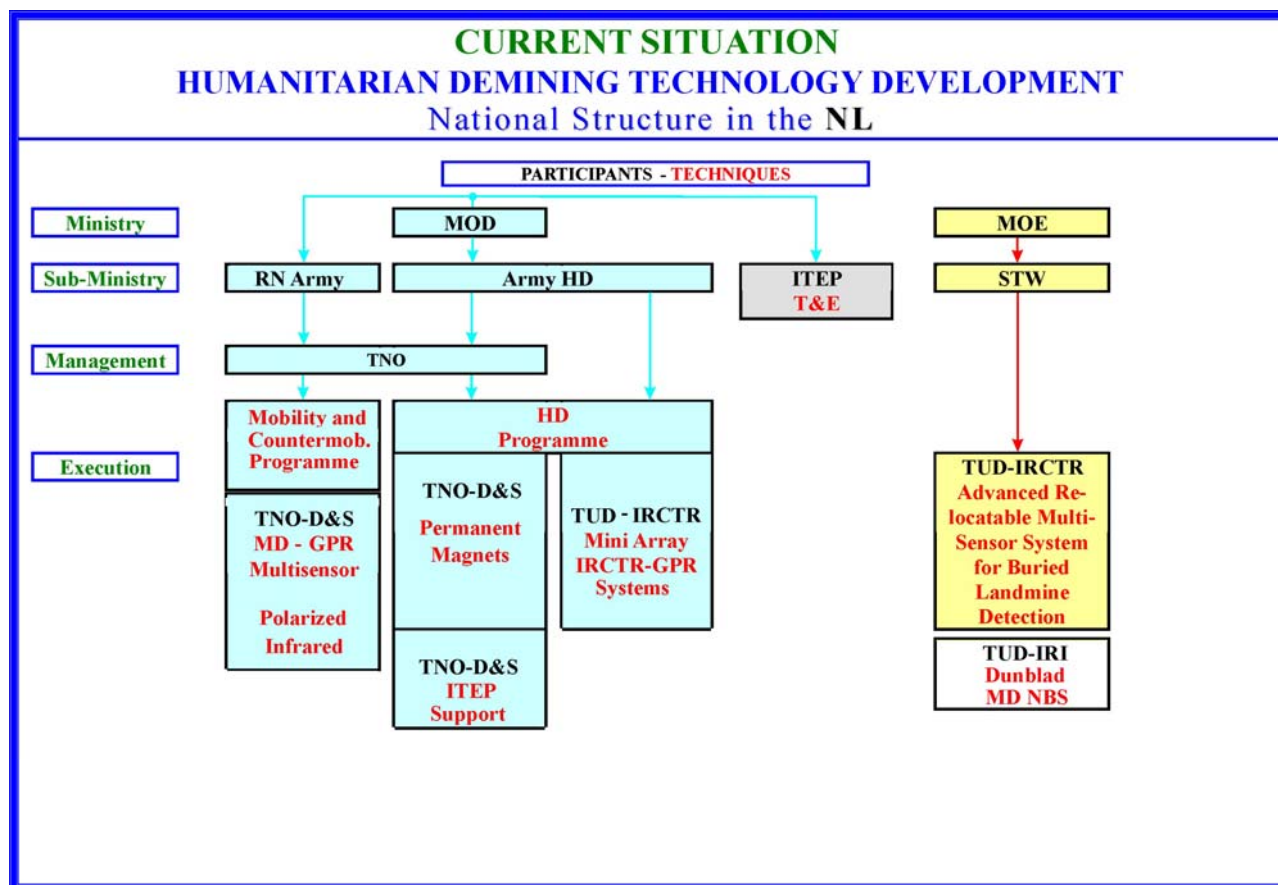 CURRENT SITUATION
HUMANITARIAN DEMINING TECHNOLOGY DEVELOPMENT
National Structure in the NL
PARTICIPANTS - TECHNIQUES
Ministry
MOD
MOE
Sub-Ministry
RN Army
Army HD
ITEP
T&E
STW
Management
TNO
Execution
Mobility and
Countermob.
Programme
TNO-D&S
MD - GPR
Multisensor
Polarized
Infrared
HD
Programme
TNO-D&S
Permanent
Magnets
TNO-D&S
ITEP
Support
TUD - IRCTR
Mini Array
IRCTR-GPR
Systems
TUD-IRCTR
Advanced Re-
locatable Multi-
Sensor System
for Buried
Landmine
Detection
TUD-IRI
Dunblad
MD NBS